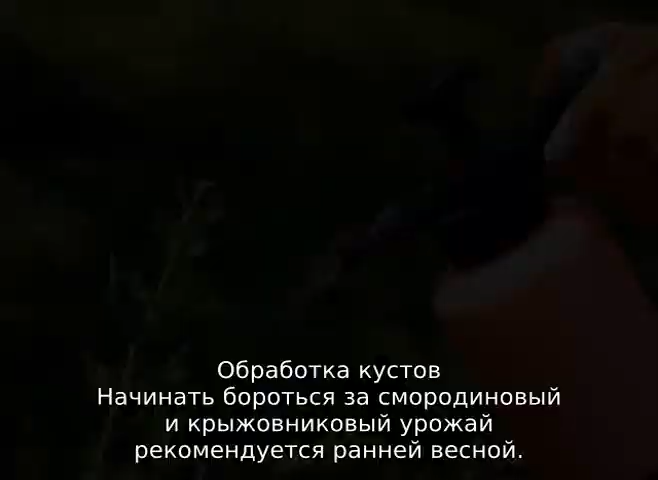 Обработка кустов
Начинать бороться за смородиновый
и крыжовниковый урожай
рекомендуется ранней весной.